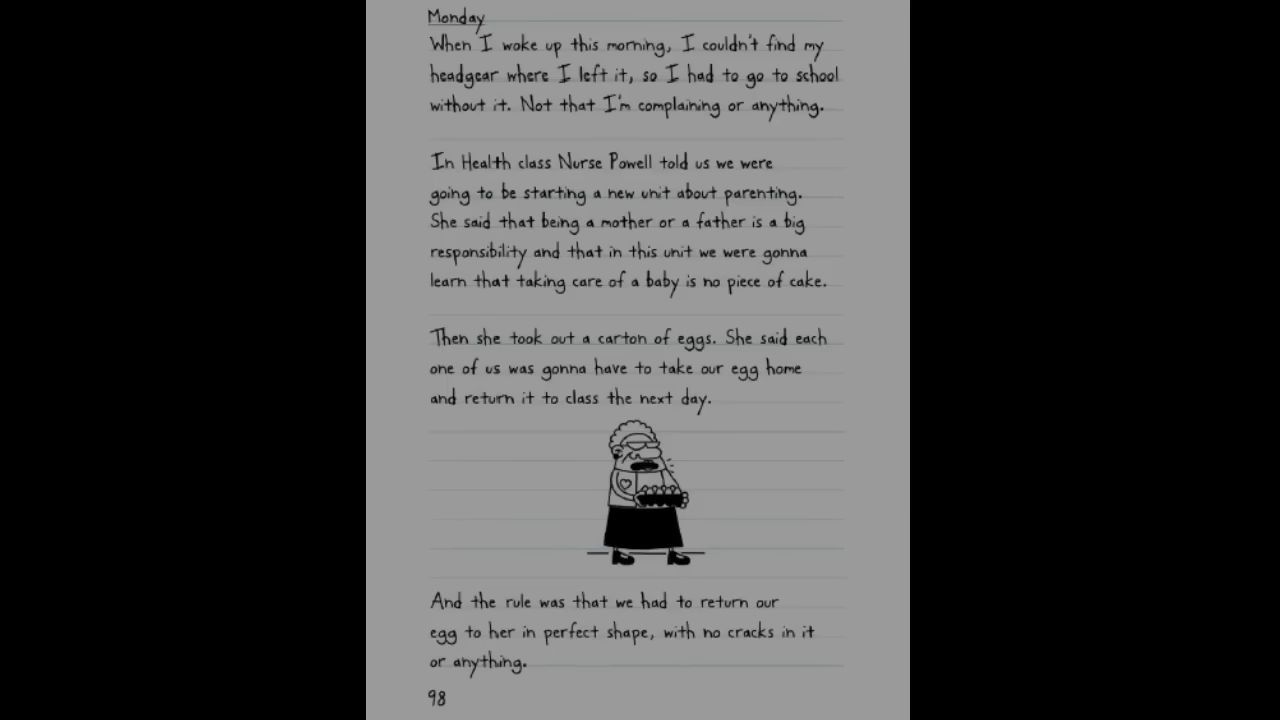 Monday
When I woke up this morning, I couldn't find my
headgear where I left it, so I had to go to school
without it. Not that I'm complaining or anything.
In Health class Nurse Powell told us we were
going to be starting a new unit about parenting.
She said that being a mother or a father is a big
responsibility and that in this unit we were gonna
learn that taking care of a baby is no piece of cake.
Then she took out a carton of eggs. She said each
one of us was gonna have to take our egg home
and return it to class the next day.
And the rule was that we had to return our
egg to her in perfect shape, with no cracks in it
or anything.
98